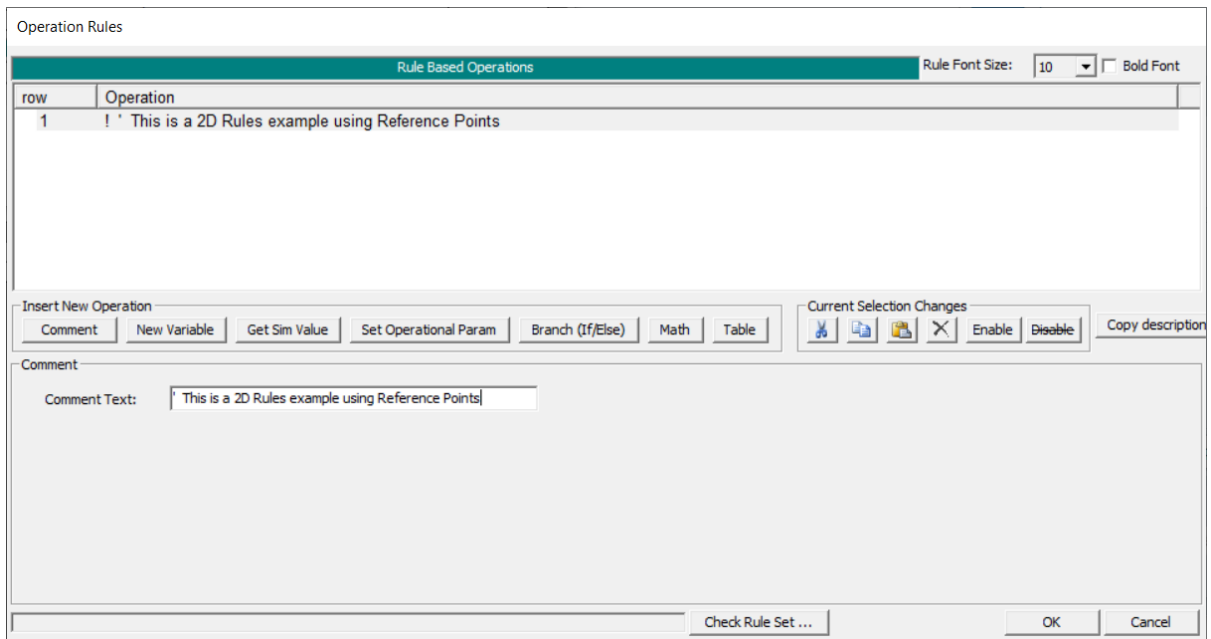 Operation Rules
Rule Based Operations Rule Font Size: 10 Bold Font
row Operation
1 ! ' This is a 2D Rules example using Reference Points
Insert New Operation Current Selection Changes
Comment New Variable Get Sim Value Set Operational Param Branch (If/Else) Math Table Enable Disable Copy description
Comment
Comment Text: ' This is a 2D Rules example using Reference Points
Check Rule Set ... OK Cancel